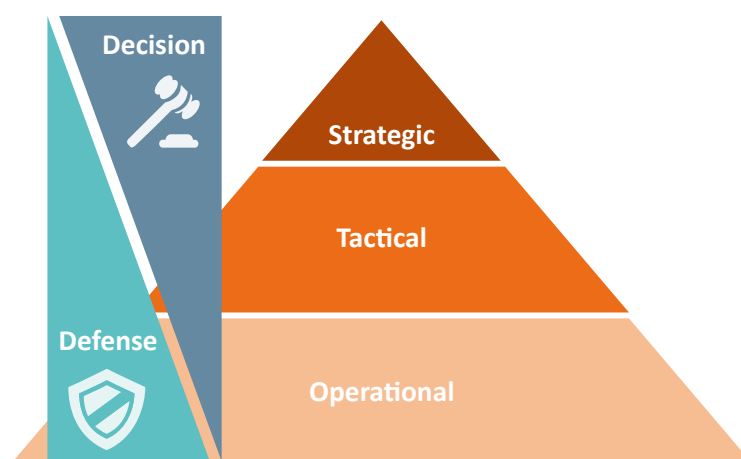 Decision
Strategic
Tactical
Defense
Operational